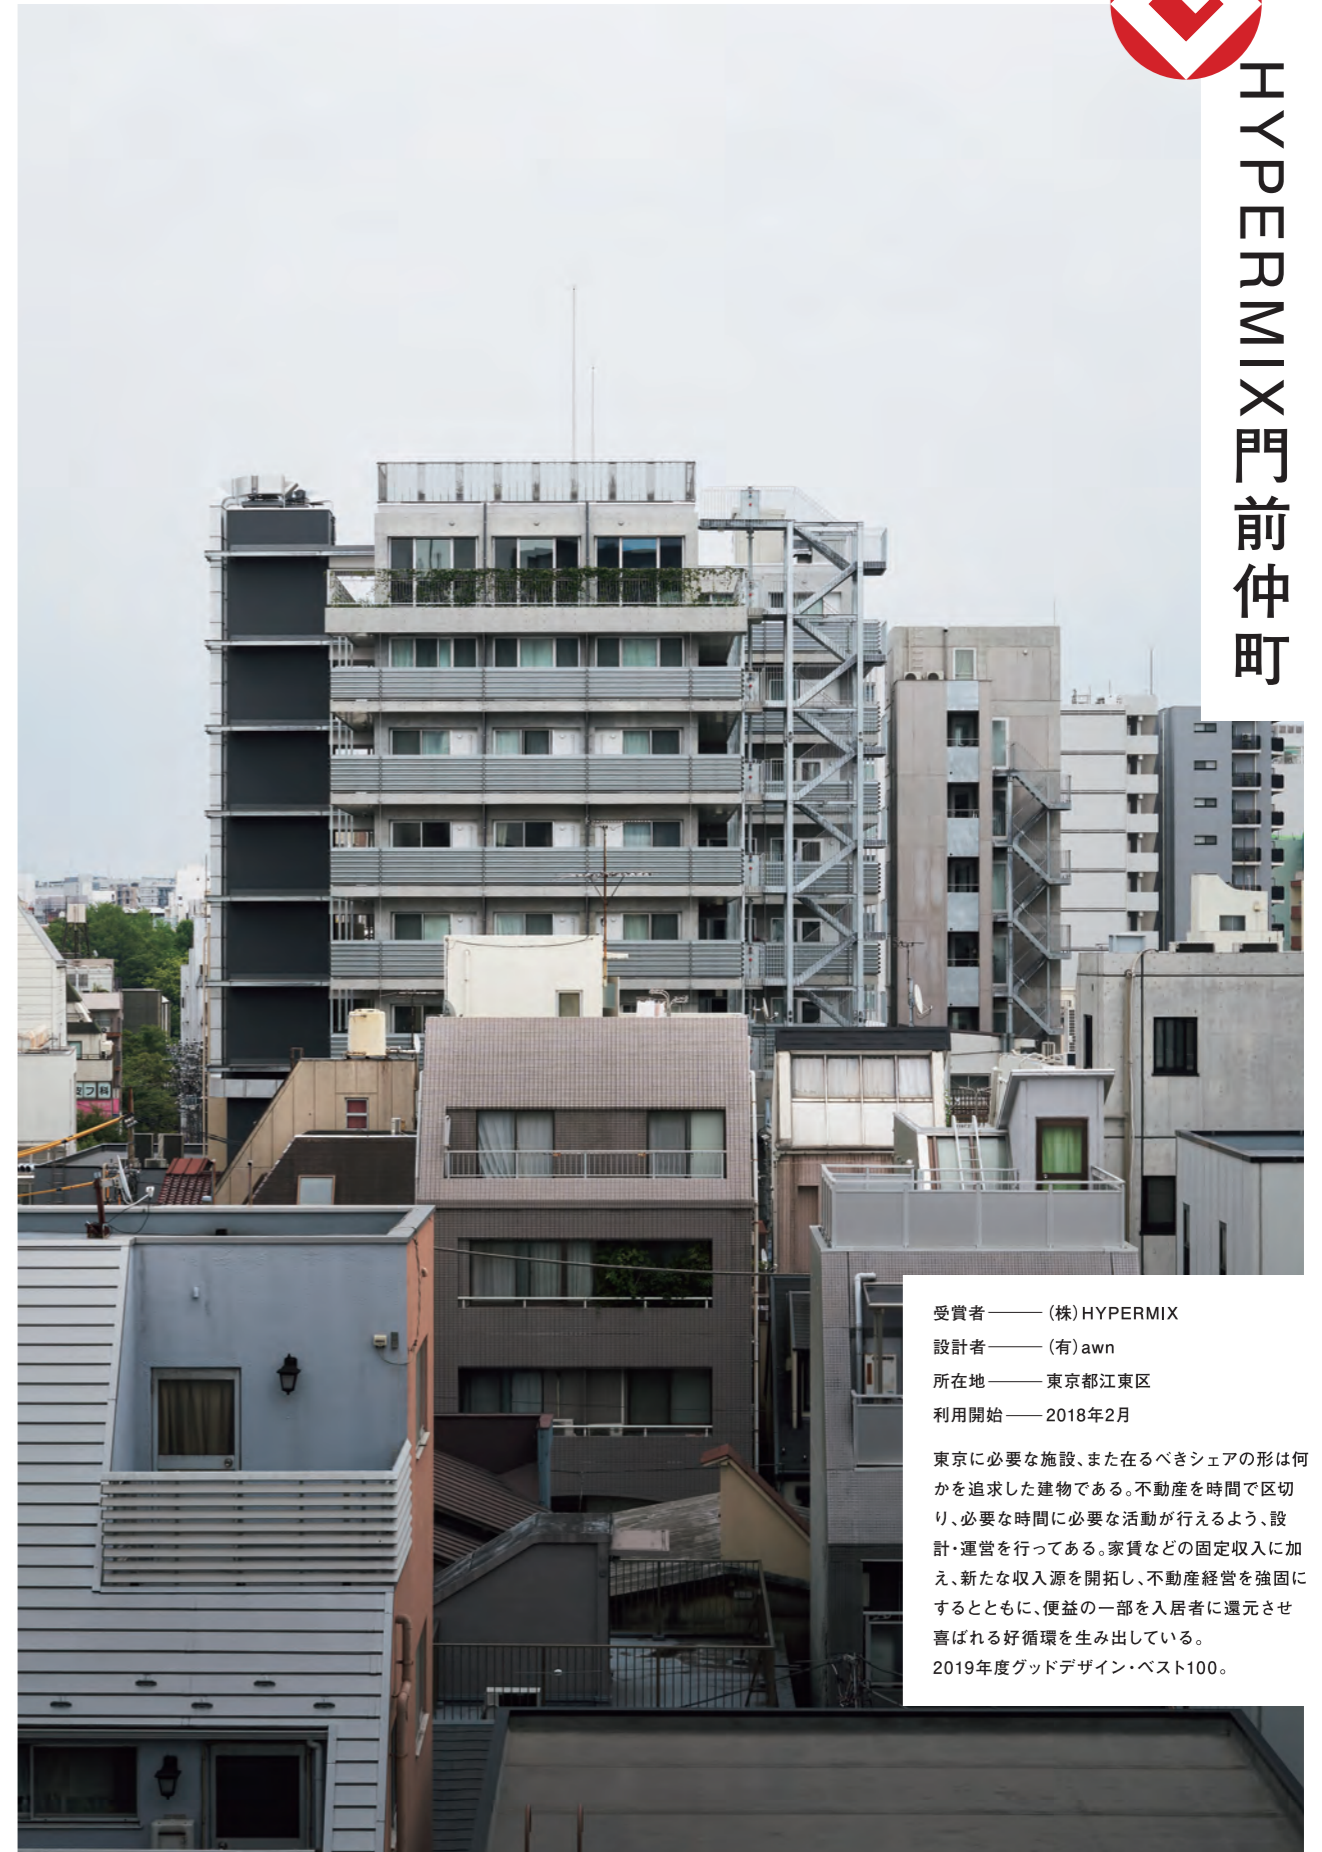 HYPERMIX門前仲町
受賞者───(株)HYPERMIX
設計者───(有)awn
所在地───東京都江東区
利用開始──2018年2月
東京に必要な施設、また在るべきシェアの形は何
かを追求した建物である。不動産を時間で区切
り、必要な時間に必要な活動が行えるよう、設
計・運営を行ってある。家賃などの固定収入に加
え、新たな収入源を開拓し、不動産経営を強固に
するとともに、便益の一部を入居者に還元させ
喜ばれる好循環を生み出している。
2019年度グッドデザイン・ベスト100。